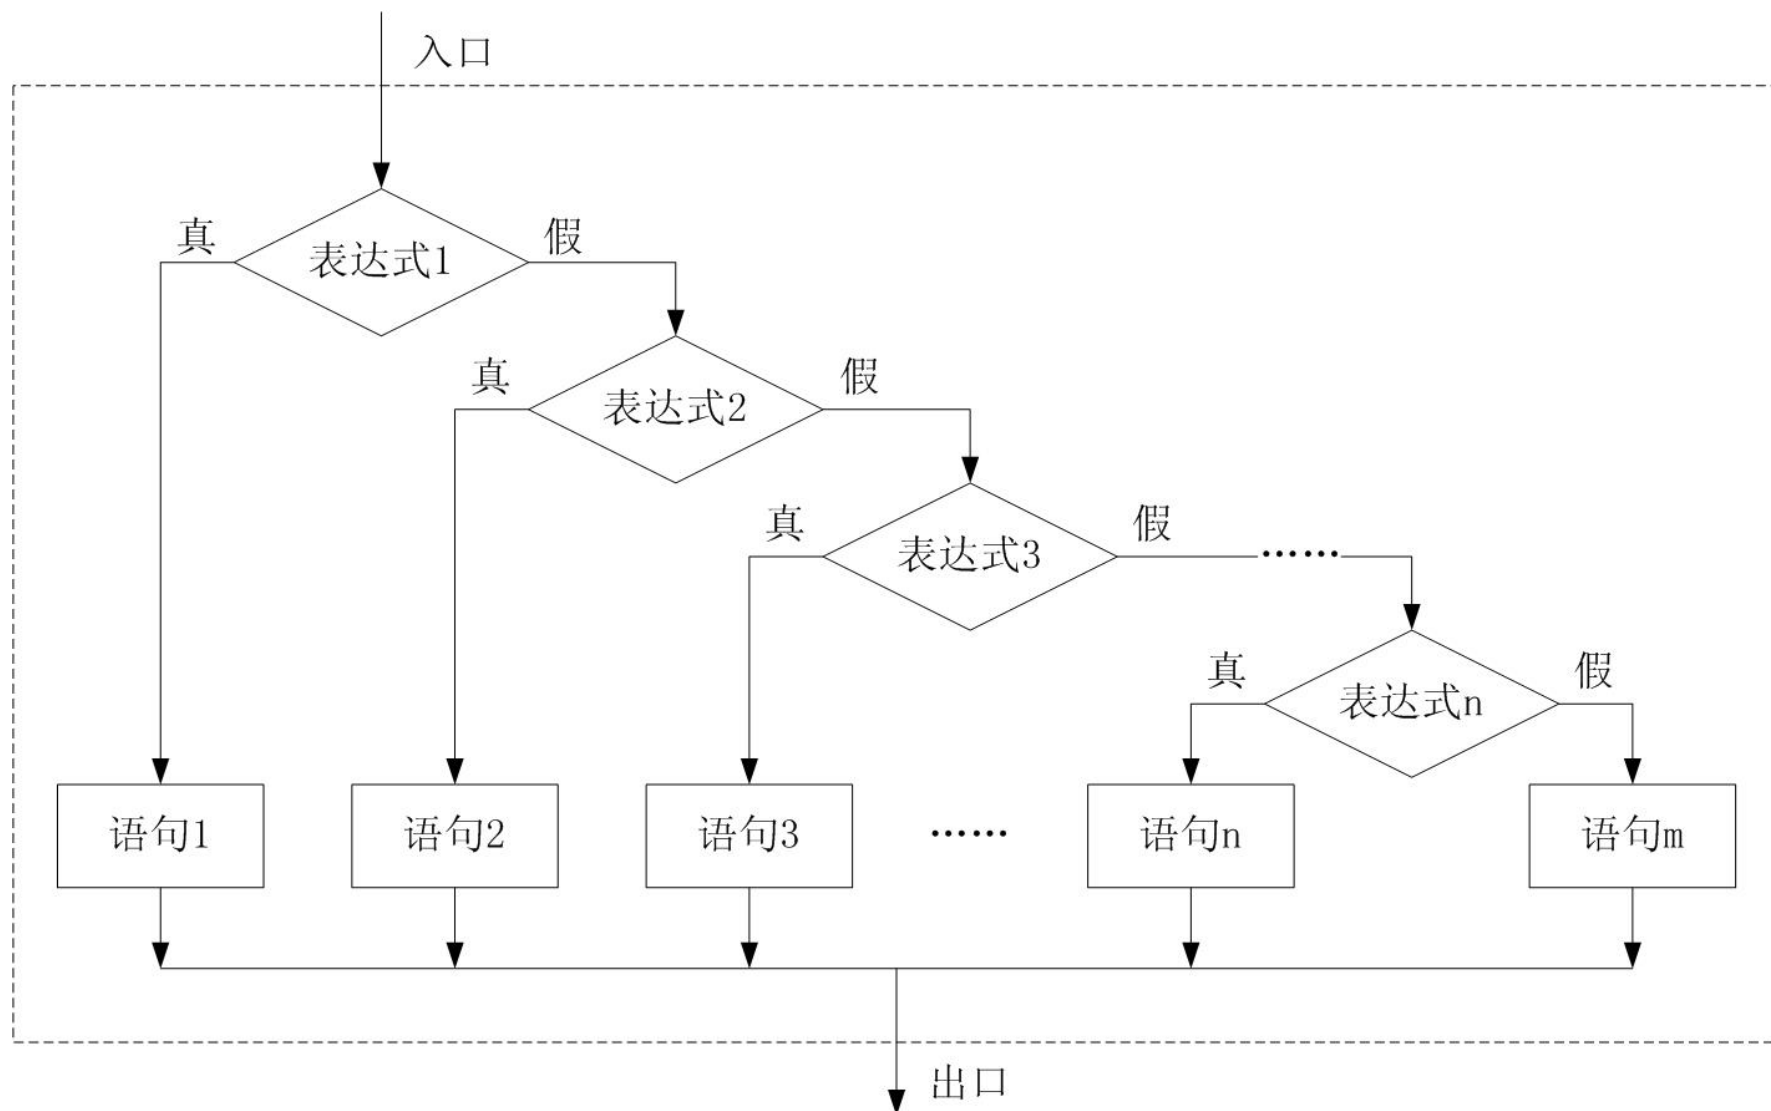 入口
真
假
表达式1
真
假
表达式2
真
假
表达式3
……
真
假
表达式n
语句1
语句2
语句3
……
语句n
语句m
出口